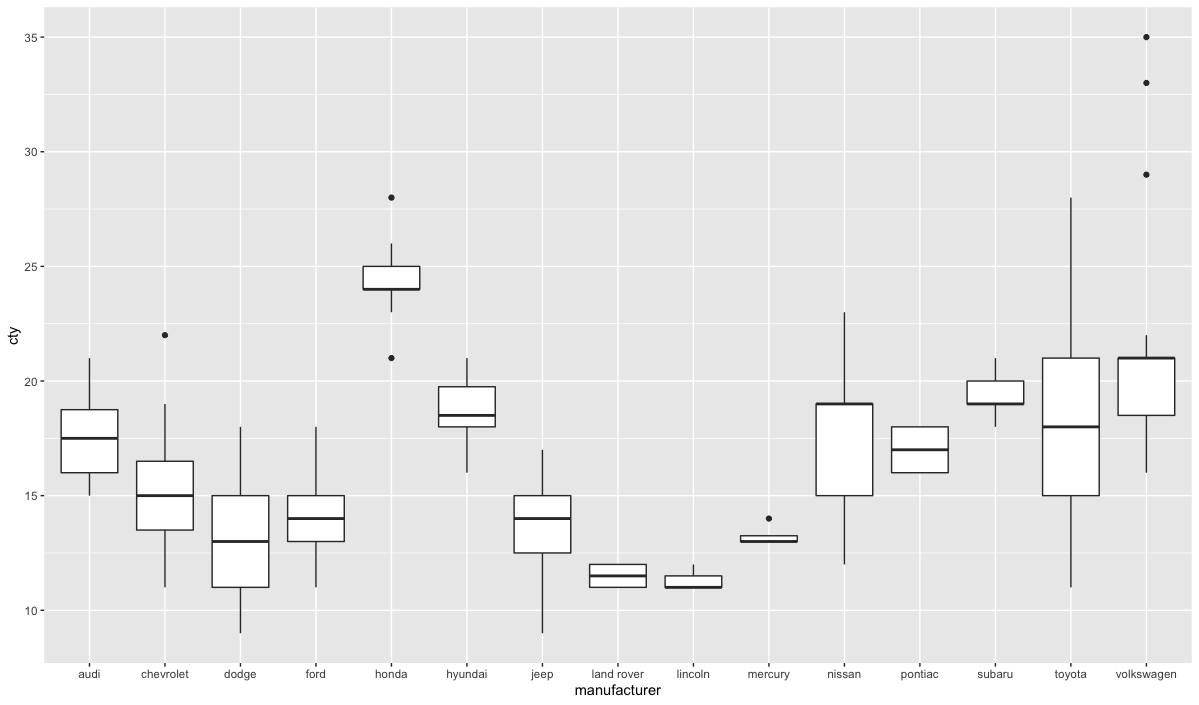 35
30
25
20
15
10
cty
audi chevrolet dodge ford honda hyundai jeep land rover lincoln mercury nissan pontiac subaru toyota volkswagen
manufacturer